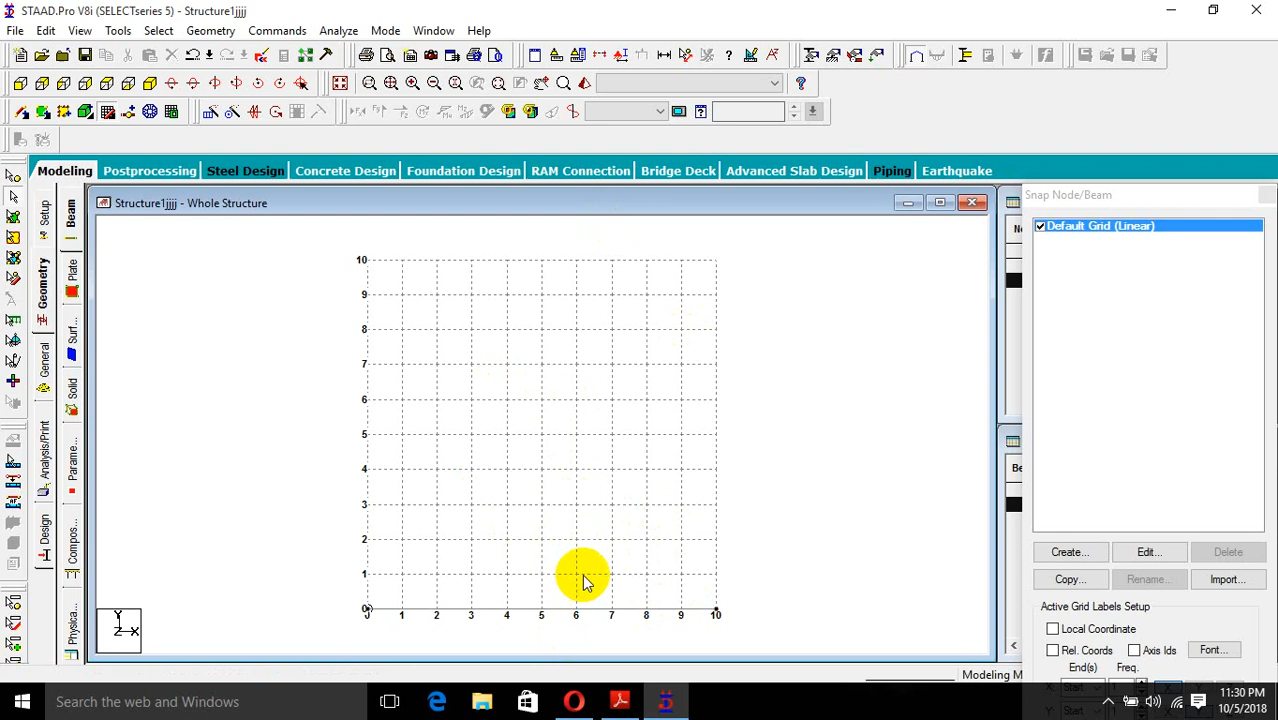 STAAD.Pro V8i (SELECTseries 5) - Structure1jjjj
File Edit View Tools Select Geometry Commands Analyze Mode Window Help
Modeling Postprocessing Steel Design Concrete Design Foundation Design RAM Connection Bridge Deck Advanced Slab Design Piping Earthquake
Structure1jjjj - Whole Structure
Snap Node/Beam
Default Grid (Linear)
Setup
Geometry
General
Analysis/Print
Design
Beam
Plate
Surf...
Solid
Parame...
Compos...
Physica...
10
9
8
7
6
5
4
3
2
1
0
0 1 2 3 4 5 6 7 8 9 10
Y
Z X
Create... Edit... Delete
Copy... Rename... Import...
Active Grid Labels Setup
Local Coordinate
Rel. Coords Axis Ids Font...
End(s) Freq.
X: Start 1
Y: Start
Modeling M
Search the web and Windows
11:30 PM
10/5/2018